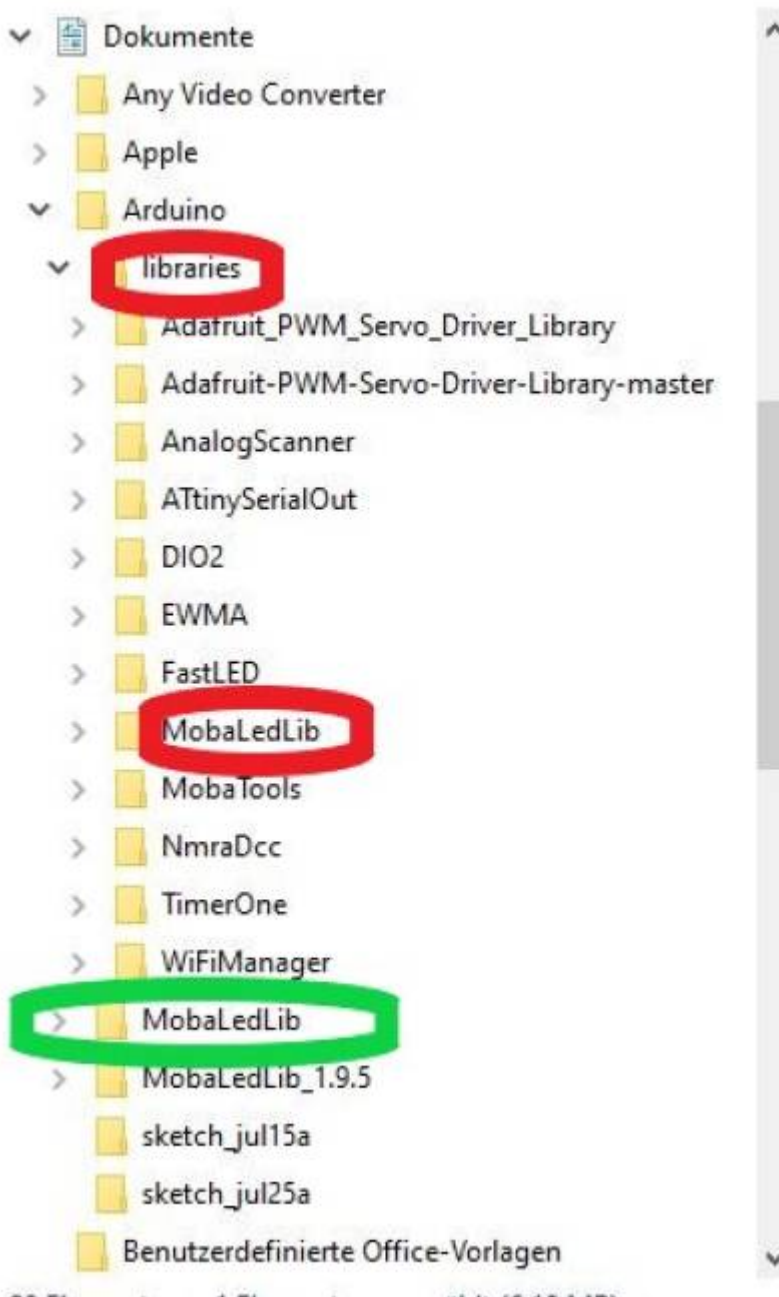 Dokumente
Any Video Converter
Apple
Arduino
libraries
Adafruit_PWM_Servo_Driver_Library
Adafruit-PWM-Servo-Driver-Library-master
AnalogScanner
ATtinySerialOut
DIO2
EWMA
FastLED
MobaLedLib
MobaTools
NmraDcc
TimerOne
WiFiManager
MobaLedLib
MobaLedLib_1.9.5
sketch_jul15a
sketch_jul25a
Benutzerdefinierte Office-Vorlagen